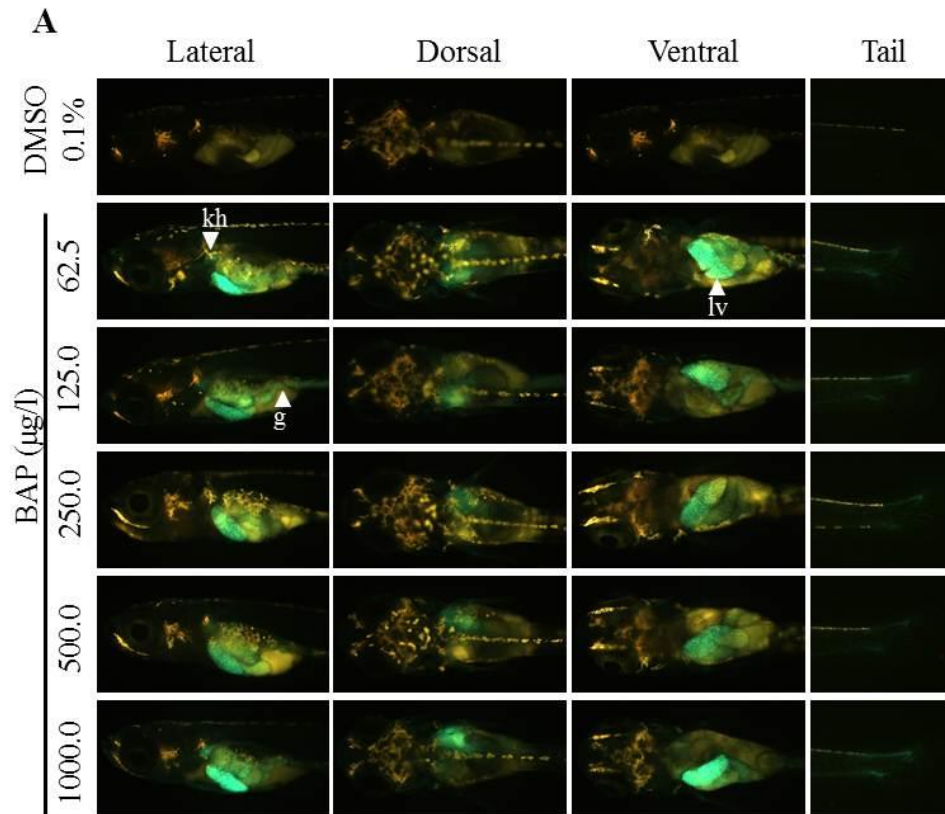 A
Lateral Dorsal Ventral Tail
DMSO
0.1%
kh
62.5
lv
125.0
g
BAP (µg/l)
250.0
500.0
1000.0